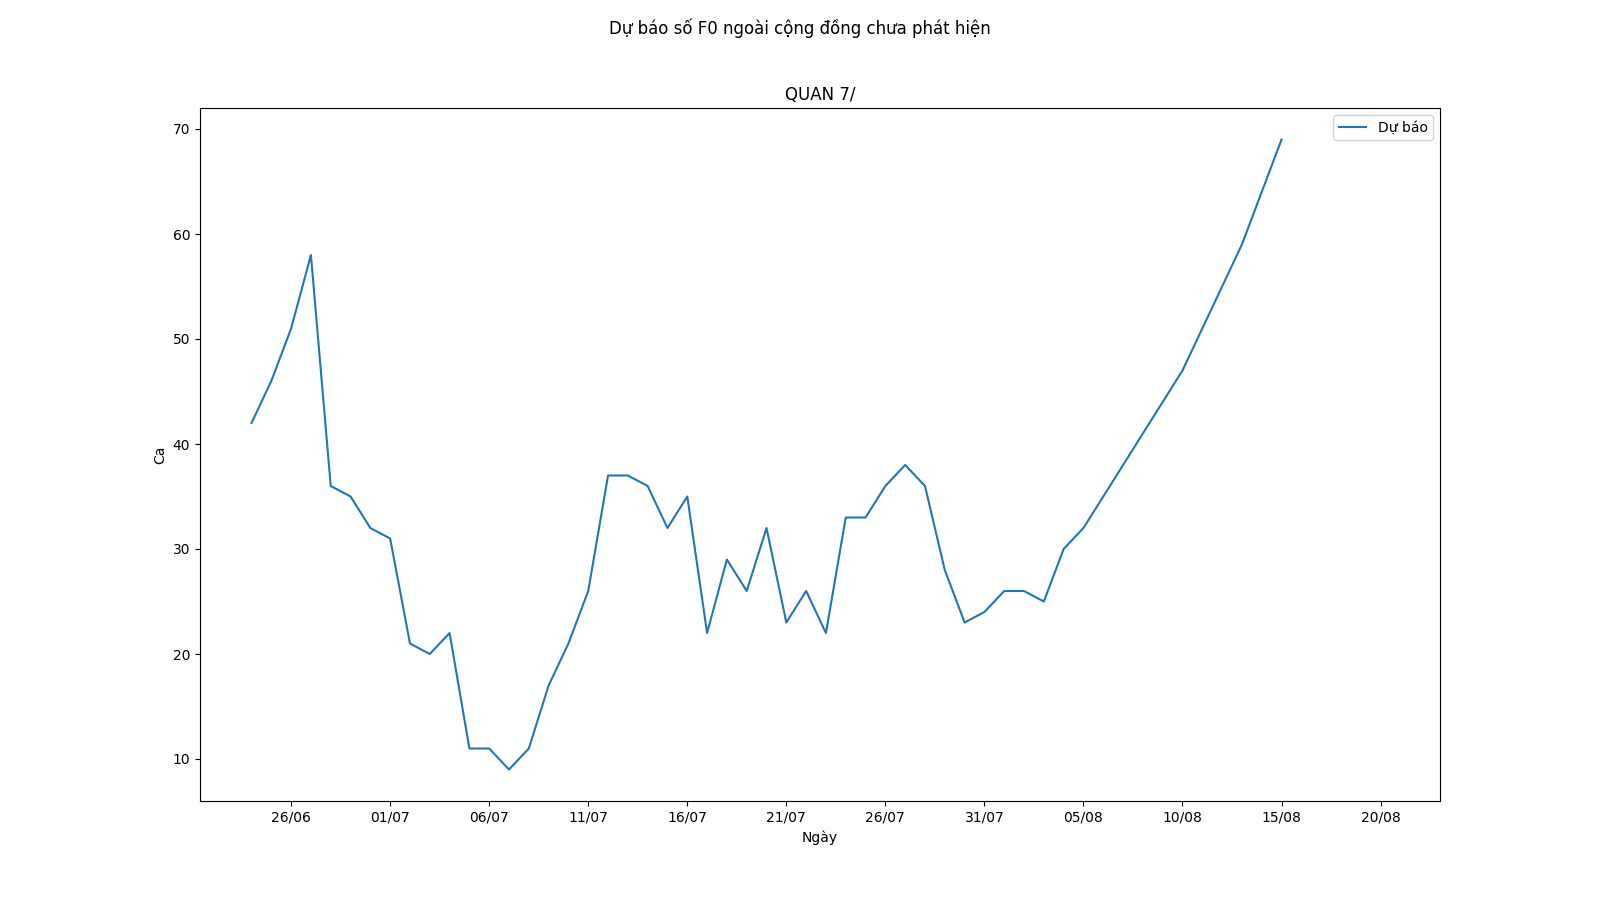 Dự báo số F0 ngoài cộng đồng chưa phát hiện
QUAN 7/
Dự báo
70
60
50
40
30
20
10
Ca
26/06 01/07 06/07 11/07 16/07 21/07 26/07 31/07 05/08 10/08 15/08 20/08
Ngày